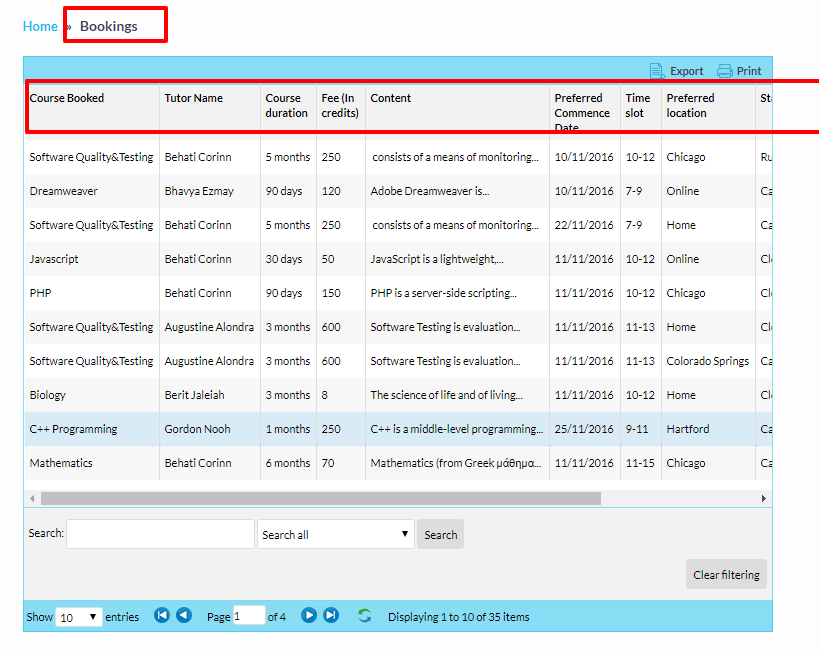 Home » Bookings
Export Print
Course Booked Tutor Name Course duration Fee (In credits) Content Preferred Commence Date Time slot Preferred location
Software Quality&Testing Behati Corinn 5 months 250 consists of a means of monitoring... 10/11/2016 10-12 Chicago
Dreamweaver Bhavya Ezmay 90 days 120 Adobe Dreamweaver is... 10/11/2016 7-9 Online
Software Quality&Testing Behati Corinn 5 months 250 consists of a means of monitoring... 22/11/2016 7-9 Home
Javascript Behati Corinn 30 days 50 JavaScript is a lightweight,... 11/11/2016 10-12 Online
PHP Behati Corinn 90 days 150 PHP is a server-side scripting... 11/11/2016 10-12 Chicago
Software Quality&Testing Augustine Alondra 3 months 600 Software Testing is evaluation... 11/11/2016 11-13 Home
Software Quality&Testing Augustine Alondra 3 months 600 Software Testing is evaluation... 11/11/2016 11-13 Colorado Springs
Biology Berit Jaleiah 3 months 8 The science of life and of living... 11/11/2016 10-12 Home
C++ Programming Gordon Nooh 1 months 250 C++ is a middle-level programming... 25/11/2016 9-11 Hartford
Mathematics Behati Corinn 6 months 70 Mathematics (from Greek μάθημα... 11/11/2016 11-15 Chicago
Search: Search all Search
Clear filtering
Show 10 entries Page 1 of 4 Displaying 1 to 10 of 35 items